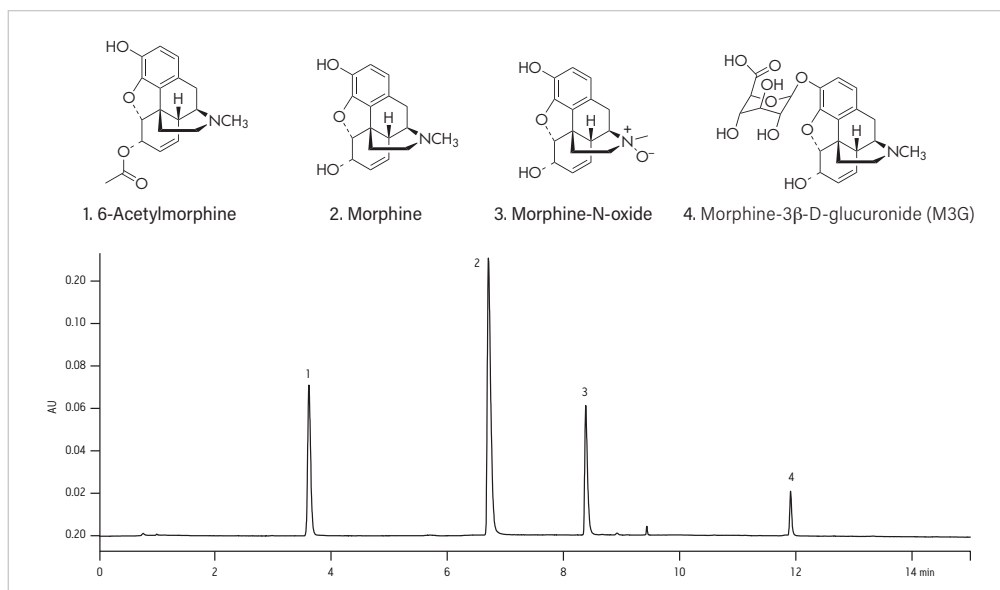 HO
O
H
NCH3
O
O
HO
O
H
NCH3
HO
HO
O
H
+
N
O−
HO
HO
O
OH
O
O
HO
HO
O
H
NCH3
HO
1. 6-Acetylmorphine
2. Morphine
3. Morphine-N-oxide
4. Morphine-3β-D-glucuronide (M3G)
0.20
0.10
0.08
0.06
0.04
0.02
0.20
AU
1
2
3
4
0 2 4 6 8 10 12 14 min